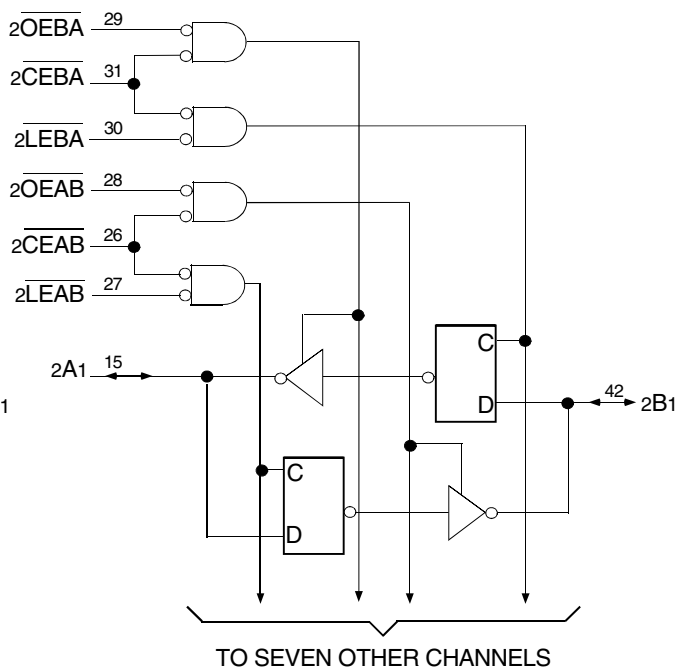 2OEBA 29
2CEBA 31
2LEBA 30
2OEAB 28
2CEAB 26
2LEAB 27
C
2A1 15
D
42 2B1
1
C
D
TO SEVEN OTHER CHANNELS